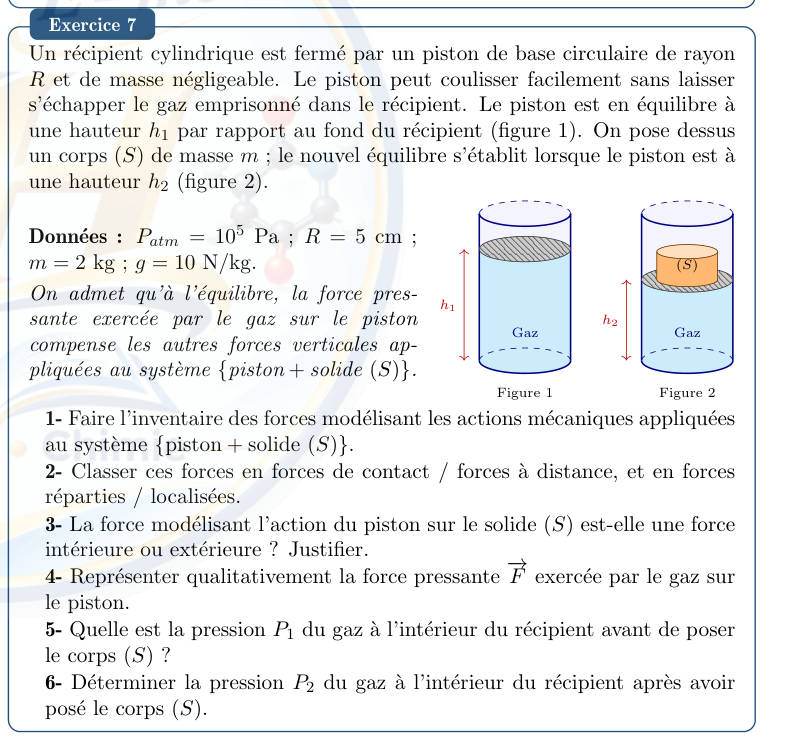 Exercice 7
Un récipient cylindrique est fermé par un piston de base circulaire de rayon
R et de masse négligeable. Le piston peut coulisser facilement sans laisser
s'échapper le gaz emprisonné dans le récipient. Le piston est en équilibre à
une hauteur h₁ par rapport au fond du récipient (figure 1). On pose dessus
un corps (S) de masse m ; le nouvel équilibre s'établit lorsque le piston est à
une hauteur h₂ (figure 2).
Données : Pₐₜₘ = 10⁵ Pa ; R = 5 cm ;
m = 2 kg ; g = 10 N/kg.
On admet qu'à l'équilibre, la force pres-
sante exercée par le gaz sur le piston
compense les autres forces verticales ap-
pliquées au système {piston + solide (S)}.
h₁
Gaz
Figure 1
(S)
h₂
Gaz
Figure 2
1- Faire l'inventaire des forces modélisant les actions mécaniques appliquées
au système {piston + solide (S)}.
2- Classer ces forces en forces de contact / forces à distance, et en forces
réparties / localisées.
3- La force modélisant l'action du piston sur le solide (S) est-elle une force
intérieure ou extérieure ? Justifier.
4- Représenter qualitativement la force pressante F⃗ exercée par le gaz sur
le piston.
5- Quelle est la pression P₁ du gaz à l'intérieur du récipient avant de poser
le corps (S) ?
6- Déterminer la pression P₂ du gaz à l'intérieur du récipient après avoir
posé le corps (S).